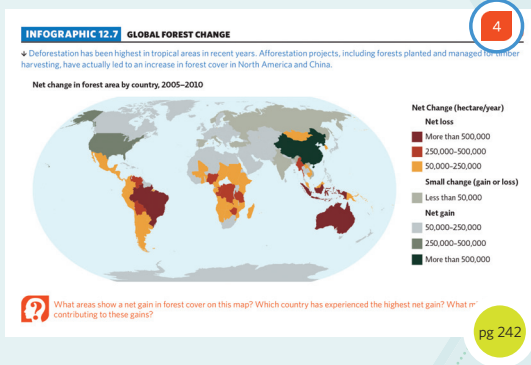 4
INFOGRAPHIC 12.7 GLOBAL FOREST CHANGE
Deforestation has been highest in tropical areas in recent years. Afforestation projects, including forests planted and managed for timber
harvesting, have actually led to an increase in forest cover in North America and China.
Net change in forest area by country, 2005–2010
Net Change (hectare/year)
Net loss
More than 500,000
250,000–500,000
50,000–250,000
Small change (gain or loss)
Less than 50,000
Net gain
50,000–250,000
250,000–500,000
More than 500,000
What areas show a net gain in forest cover on this map? Which country has experienced the highest net gain? What
contributing to these gains?
pg 242